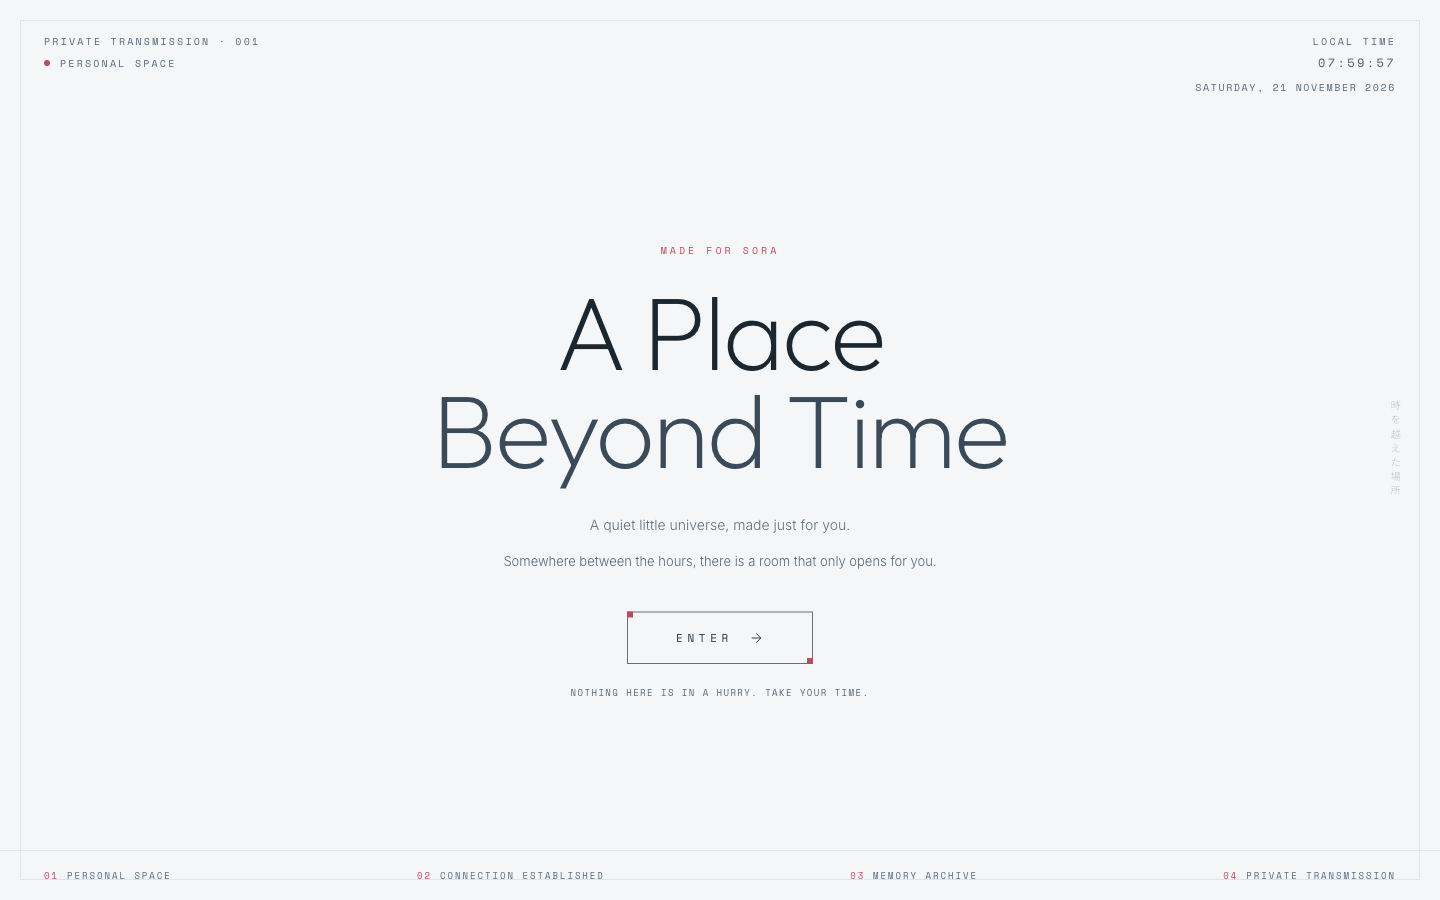 PRIVATE TRANSMISSION · 001
PERSONAL SPACE
LOCAL TIME
07:59:57
SATURDAY, 21 NOVEMBER 2026
MADE FOR SORA
A Place
Beyond Time
時を越えた場所
A quiet little universe, made just for you.
Somewhere between the hours, there is a room that only opens for you.
ENTER →
NOTHING HERE IS IN A HURRY. TAKE YOUR TIME.
01 PERSONAL SPACE
02 CONNECTION ESTABLISHED
03 MEMORY ARCHIVE
04 PRIVATE TRANSMISSION